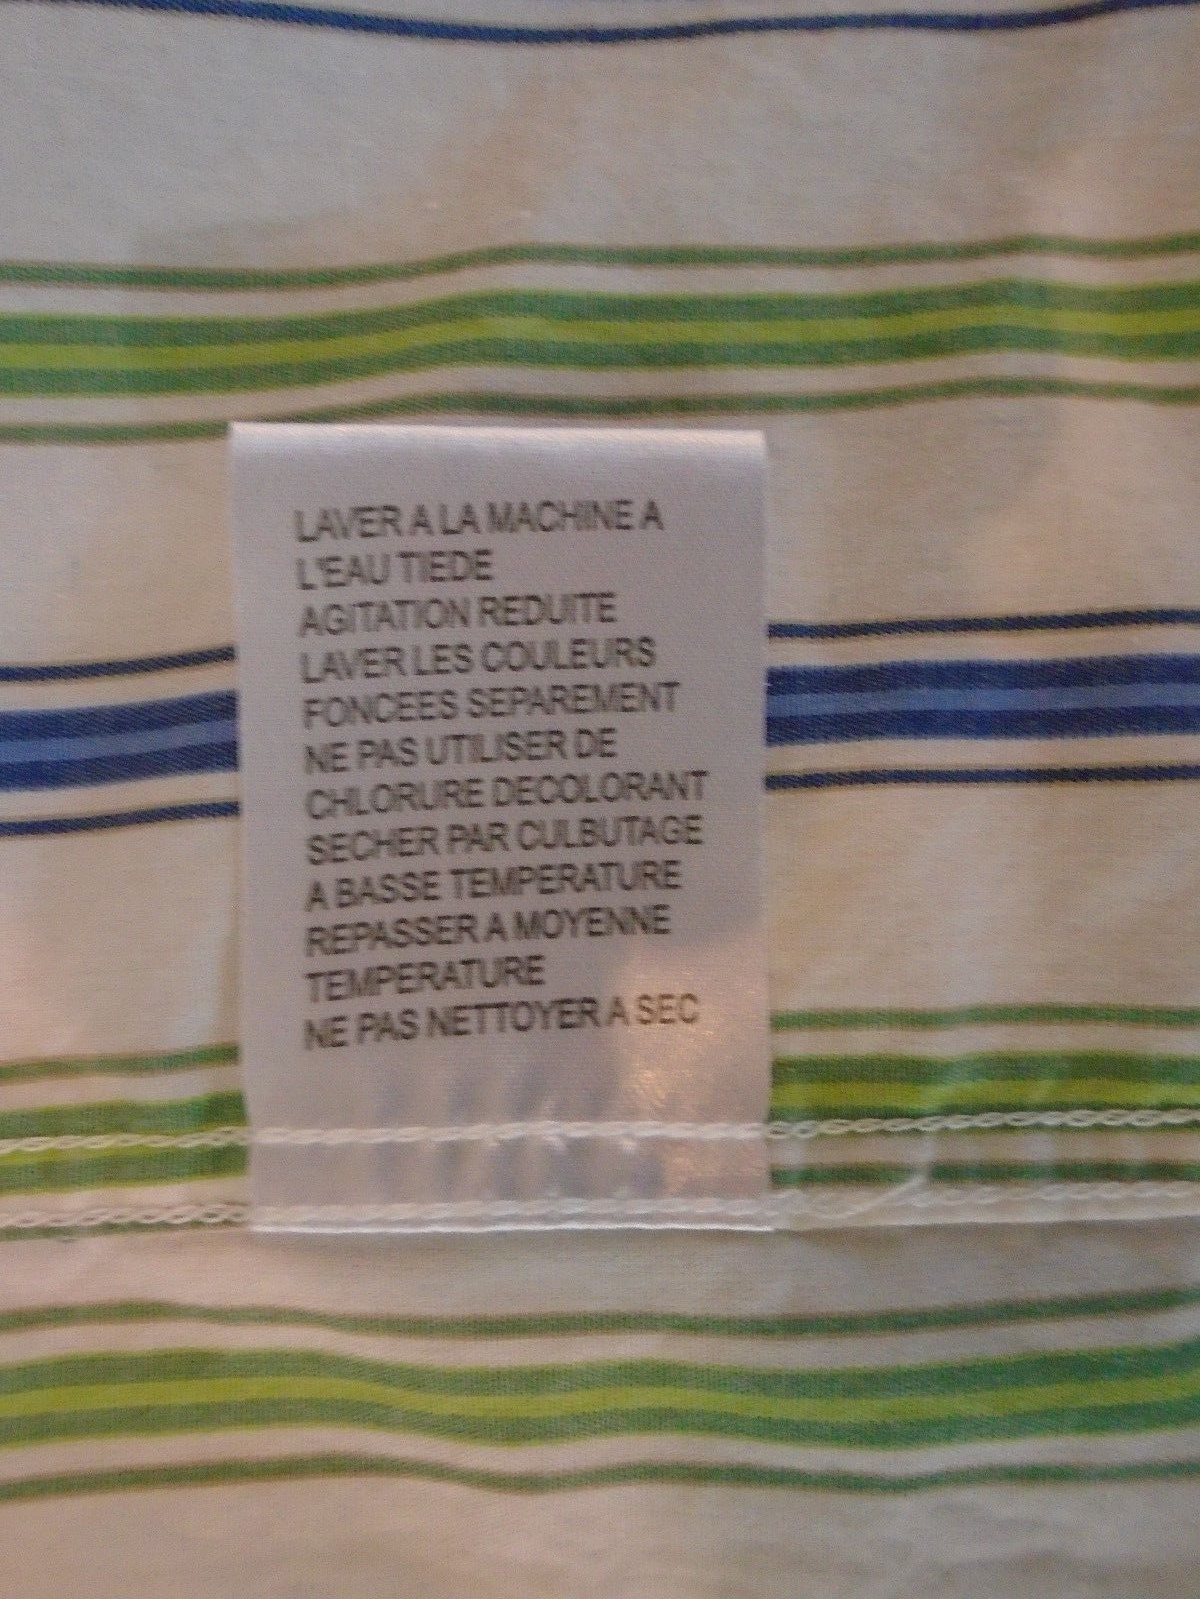 LAVER A LA MACHINE A
L'EAU TIEDE
AGITATION REDUITE
LAVER LES COULEURS
FONCEES SEPAREMENT
NE PAS UTILISER DE
CHLORURE DECOLORANT
SECHER PAR CULBUTAGE
A BASSE TEMPERATURE
REPASSER A MOYENNE
TEMPERATURE
NE PAS NETTOYER A SEC